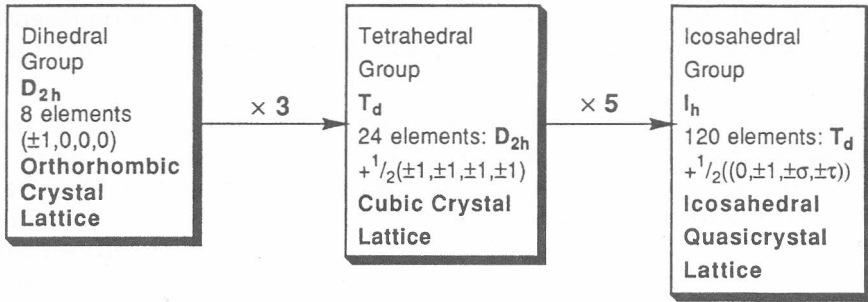 Dihedral
Group
D2h
8 elements
(±1,0,0,0)
Orthorhombic
Crystal
Lattice
× 3
Tetrahedral
Group
Td
24 elements: D2h
+1/2(±1,±1,±1,±1)
Cubic Crystal
Lattice
× 5
Icosahedral
Group
Ih
120 elements: Td
+1/2((0,±1,±σ,±τ))
Icosahedral
Quasicrystal
Lattice